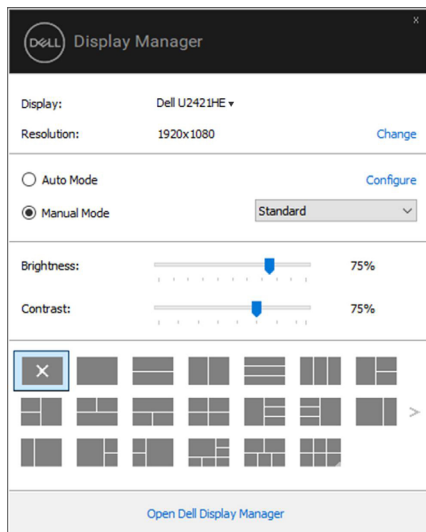 x
DELL Display Manager
Display: Dell U2421HE
Resolution: 1920x1080 Change
Auto Mode Configure
Manual Mode Standard
Brightness: 75%
Contrast: 75%
Open Dell Display Manager